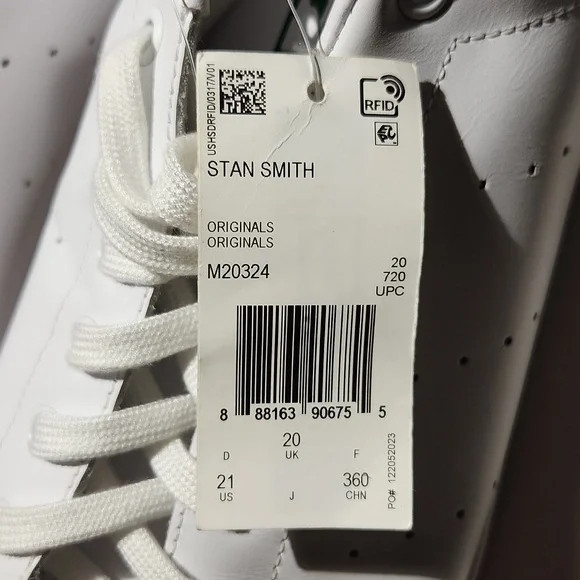 USHSDRFID/0317/V01
RFID
STAN SMITH
ORIGINALS
ORIGINALS
M20324
20
720
UPC
8 88163 90675 5
D
20
UK
F
21
US
J
360
CHN
PO# 122052023